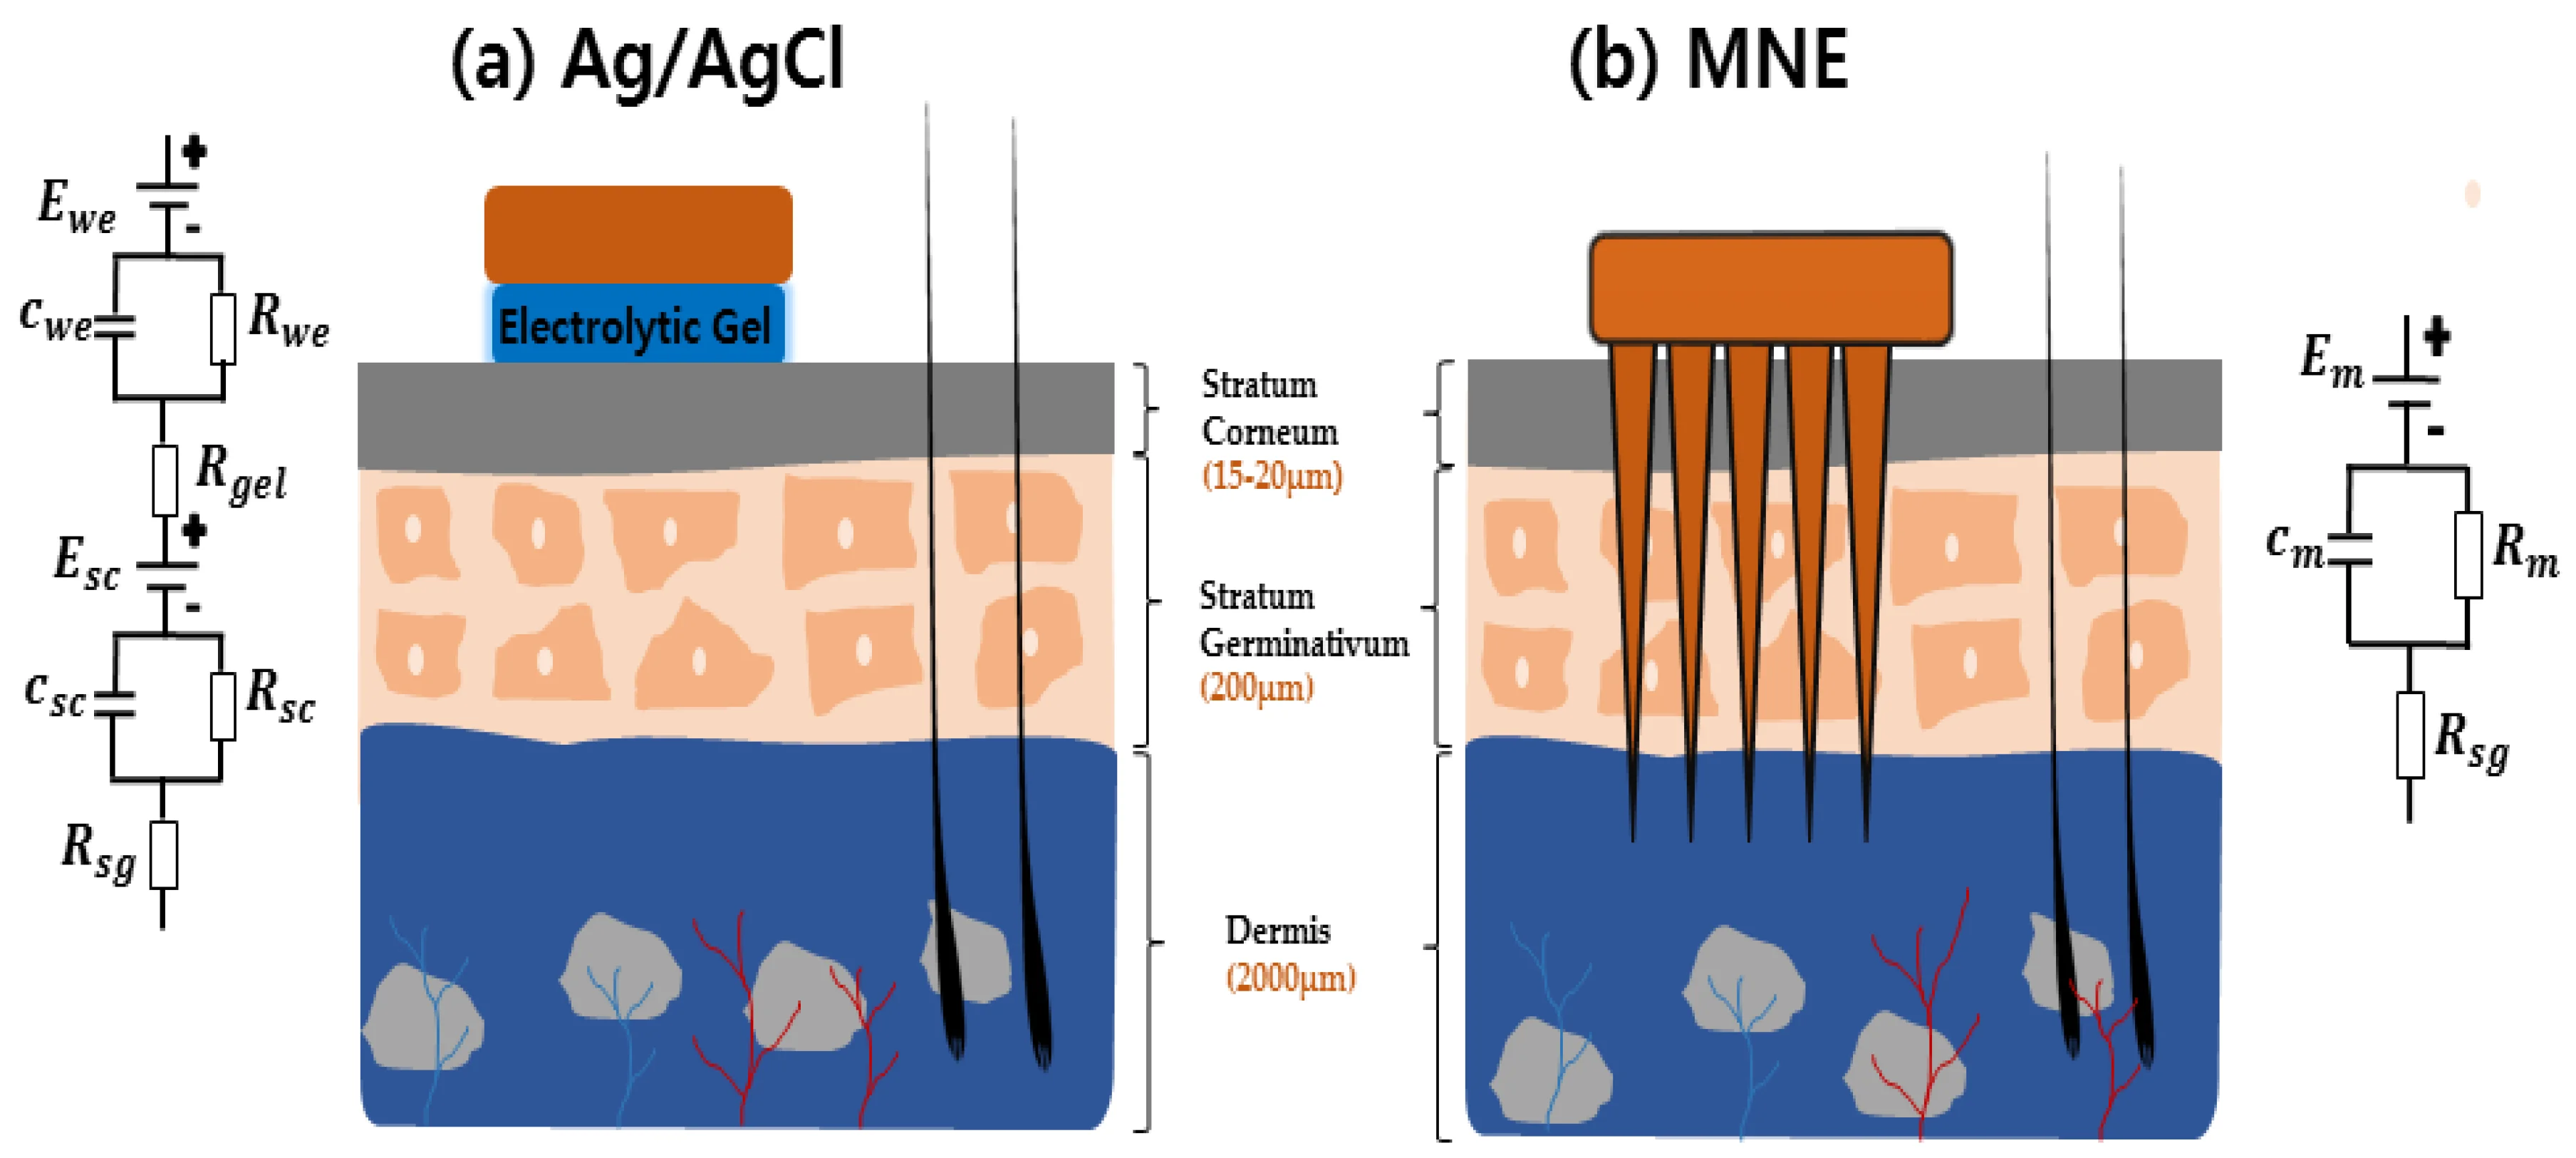 (a) Ag/AgCl
(b) MNE
+
E_we
-
c_we
R_we
R_gel
+
E_sc
-
c_sc
R_sc
R_sg
Electrolytic Gel
Stratum
Corneum
(15-20μm)
Stratum
Germinativum
(200μm)
Dermis
(2000μm)
+
E_m
-
c_m
R_m
R_sg